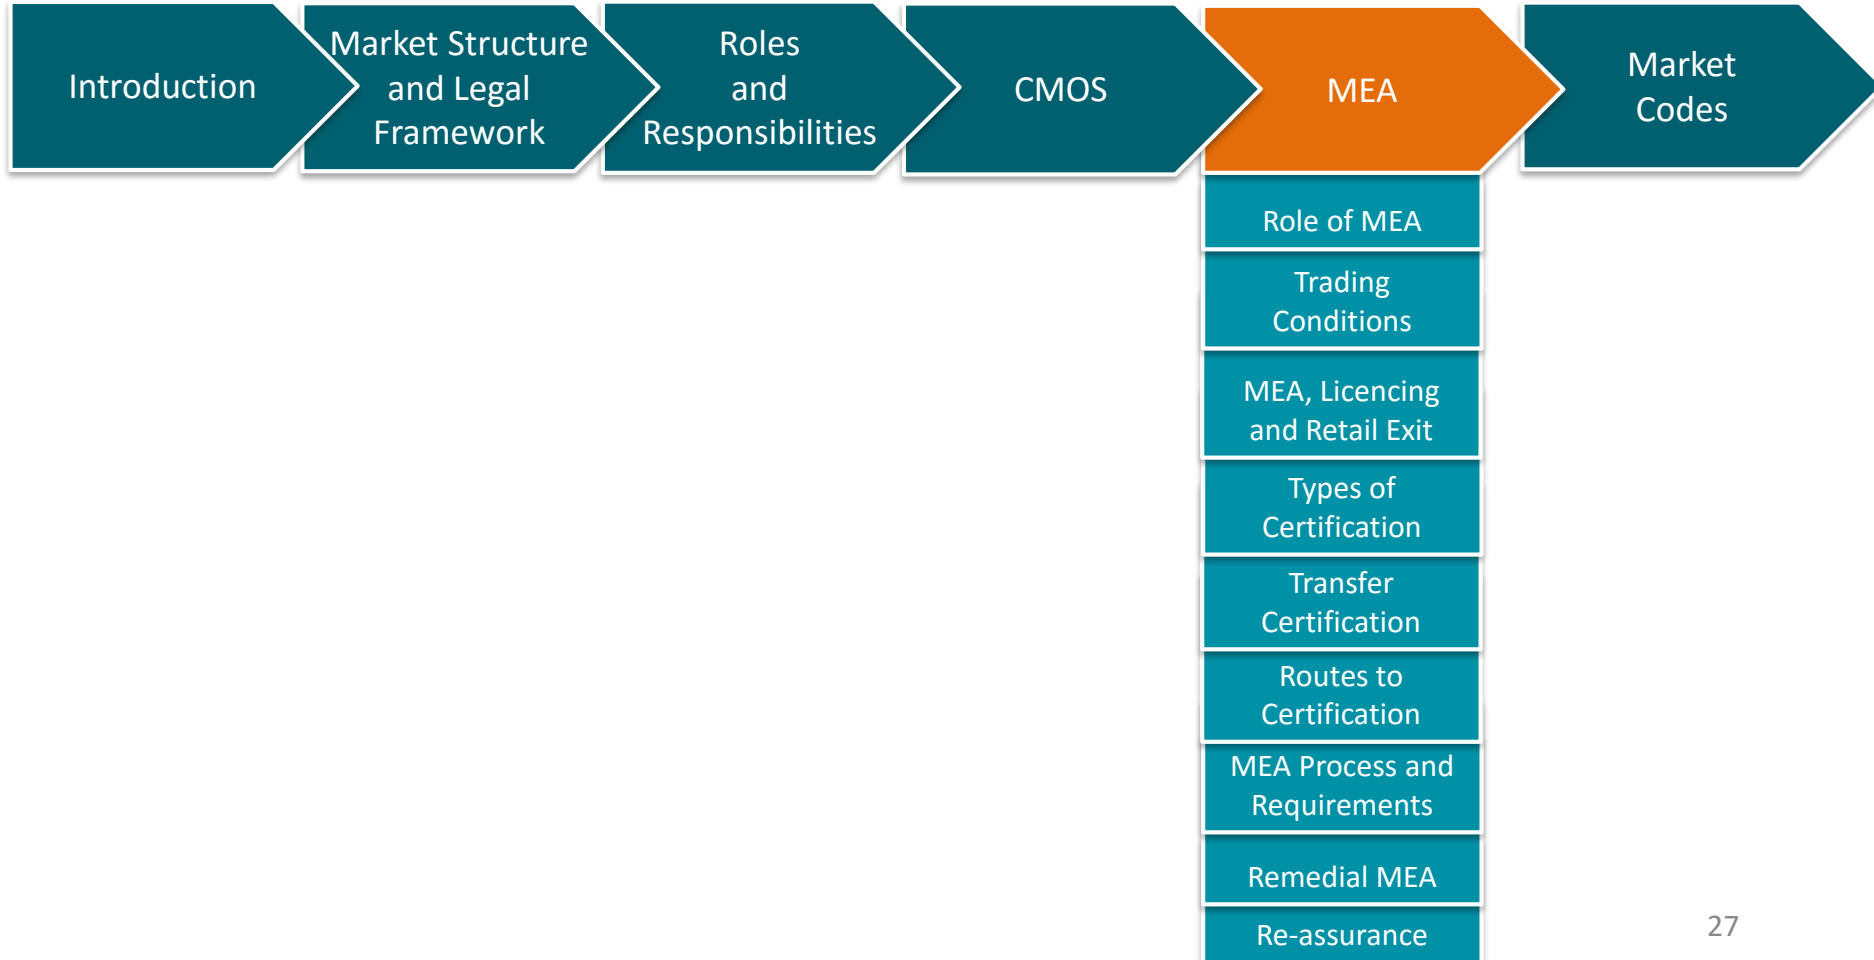 Introduction
Market Structure
and Legal
Framework
Roles
and
Responsibilities
CMOS
MEA
Market
Codes
Role of MEA
Trading
Conditions
MEA, Licencing
and Retail Exit
Types of
Certification
Transfer
Certification
Routes to
Certification
MEA Process and
Requirements
Remedial MEA
Re-assurance
27